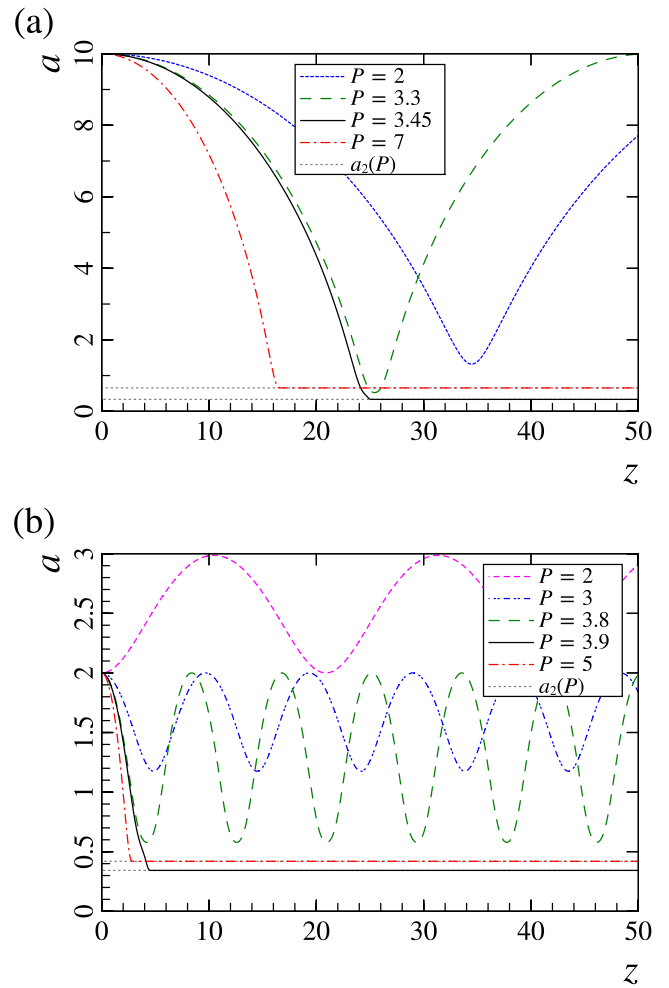 (a)
a
10
8
6
4
2
0
P = 2
P = 3.3
P = 3.45
P = 7
a₂(P)
0 10 20 30 40 50
z
(b)
a
3
2.5
2
1.5
1
0.5
0
P = 2
P = 3
P = 3.8
P = 3.9
P = 5
a₂(P)
0 10 20 30 40 50
z